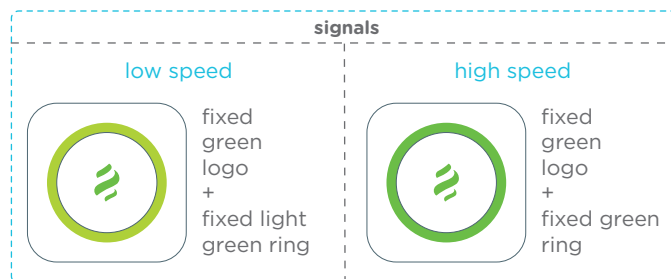 signals
low speed
fixed
green
logo
+
fixed light
green ring
high speed
fixed
green
logo
+
fixed green
ring